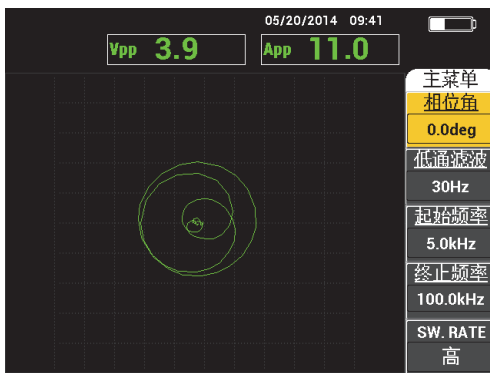 05/20/2014 09:41
Vpp 3.9 App 11.0
主菜单
相位角
0.0deg
低通滤波
30Hz
起始频率
5.0kHz
终止频率
100.0kHz
SW. RATE
高